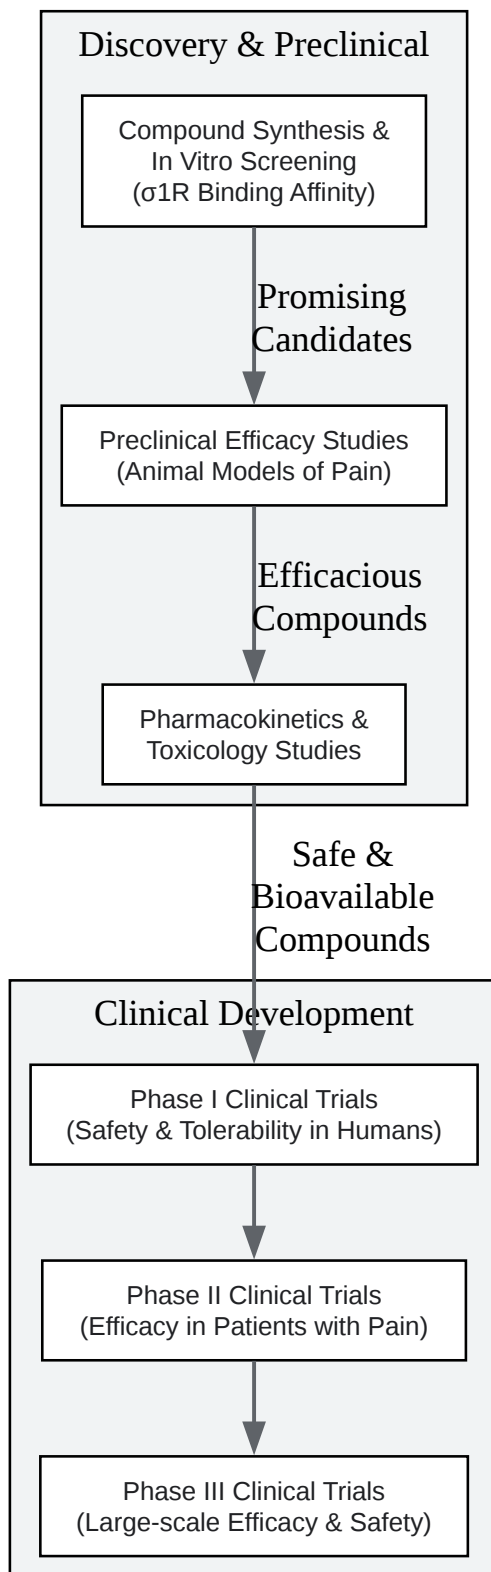 Discovery & Preclinical
Compound Synthesis &
In Vitro Screening
(σ1R Binding Affinity)
Promising
Candidates
Preclinical Efficacy Studies
(Animal Models of Pain)
Efficacious
Compounds
Pharmacokinetics &
Toxicology Studies
Safe &
Bioavailable
Compounds
Clinical Development
Phase I Clinical Trials
(Safety & Tolerability in Humans)
Phase II Clinical Trials
(Efficacy in Patients with Pain)
Phase III Clinical Trials
(Large-scale Efficacy & Safety)